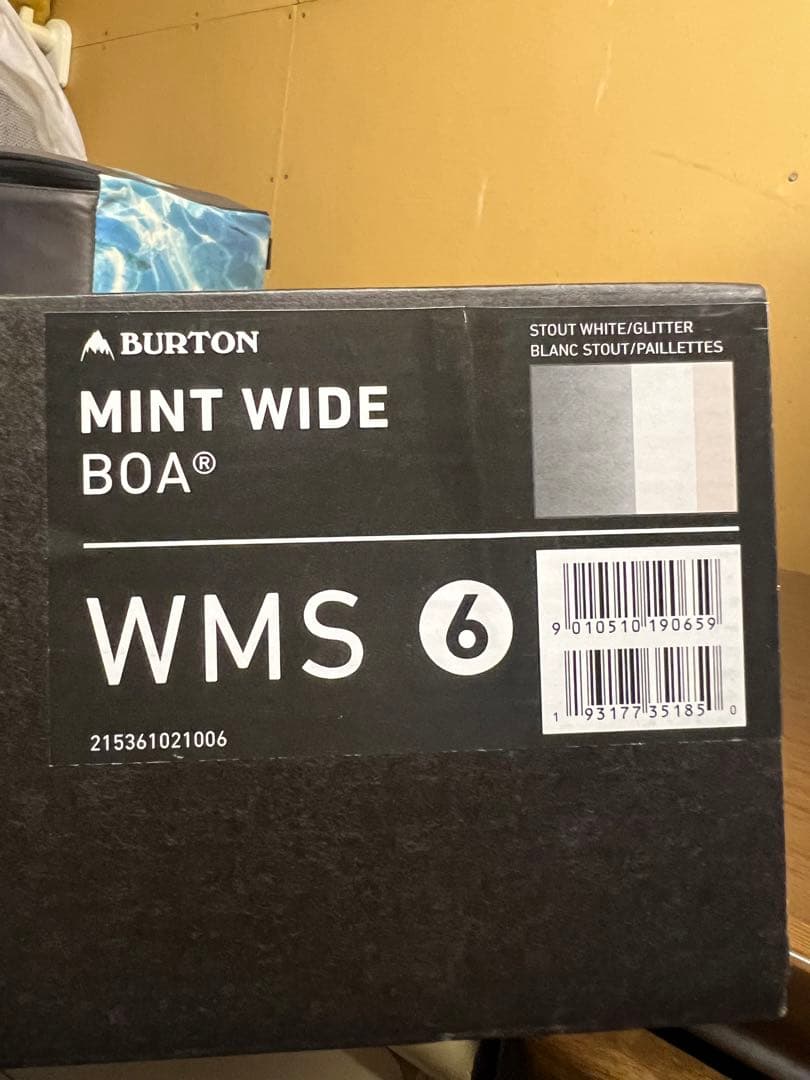 BURTON
MINT WIDE
BOA®
STOUT WHITE/GLITTER
BLANC STOUT/PAILLETTES
WMS 6
9 010510 190659
1 93177 35185 0
215361021006